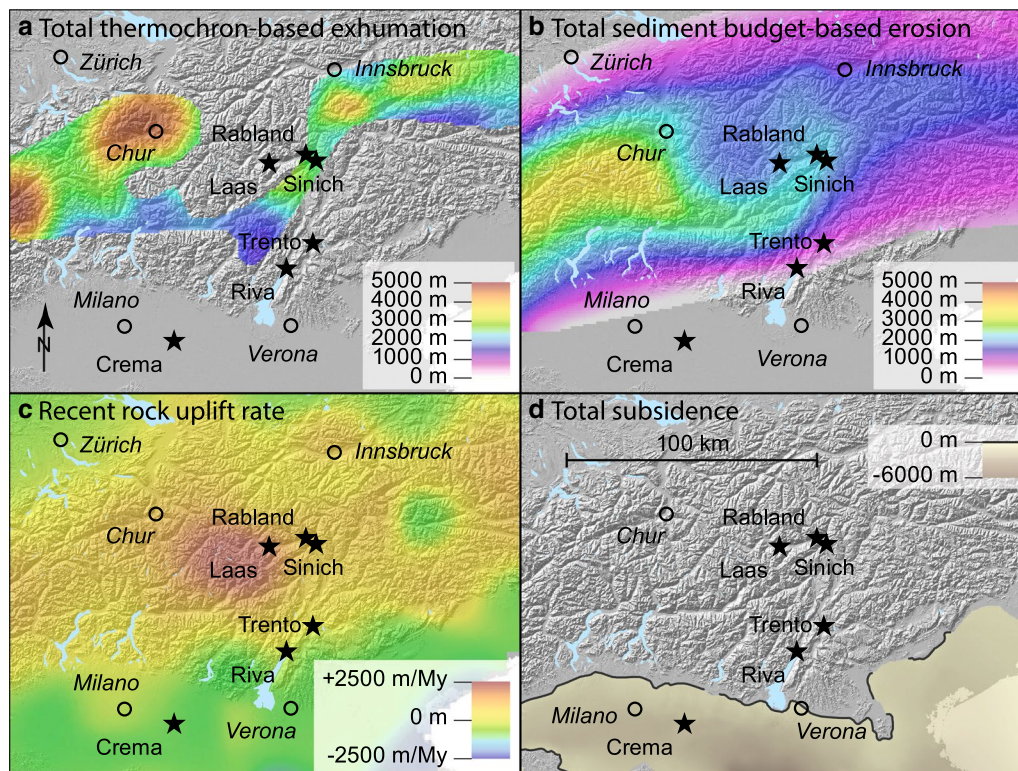 a Total thermochron-based exhumation
Zürich
Innsbruck
Chur
Rabland
Laas
Sinich
Trento
Riva
Milano
Verona
Crema
N
5000 m
4000 m
3000 m
2000 m
1000 m
0 m
b Total sediment budget-based erosion
Zürich
Innsbruck
Chur
Rabland
Laas
Sinich
Trento
Riva
Milano
Verona
Crema
5000 m
4000 m
3000 m
2000 m
1000 m
0 m
c Recent rock uplift rate
Zürich
Innsbruck
Chur
Rabland
Laas
Sinich
Trento
Riva
Milano
Verona
Crema
+2500 m/My
0 m
-2500 m/My
d Total subsidence
100 km
0 m
-6000 m
Chur
Rabland
Laas
Sinich
Trento
Riva
Milano
Verona
Crema